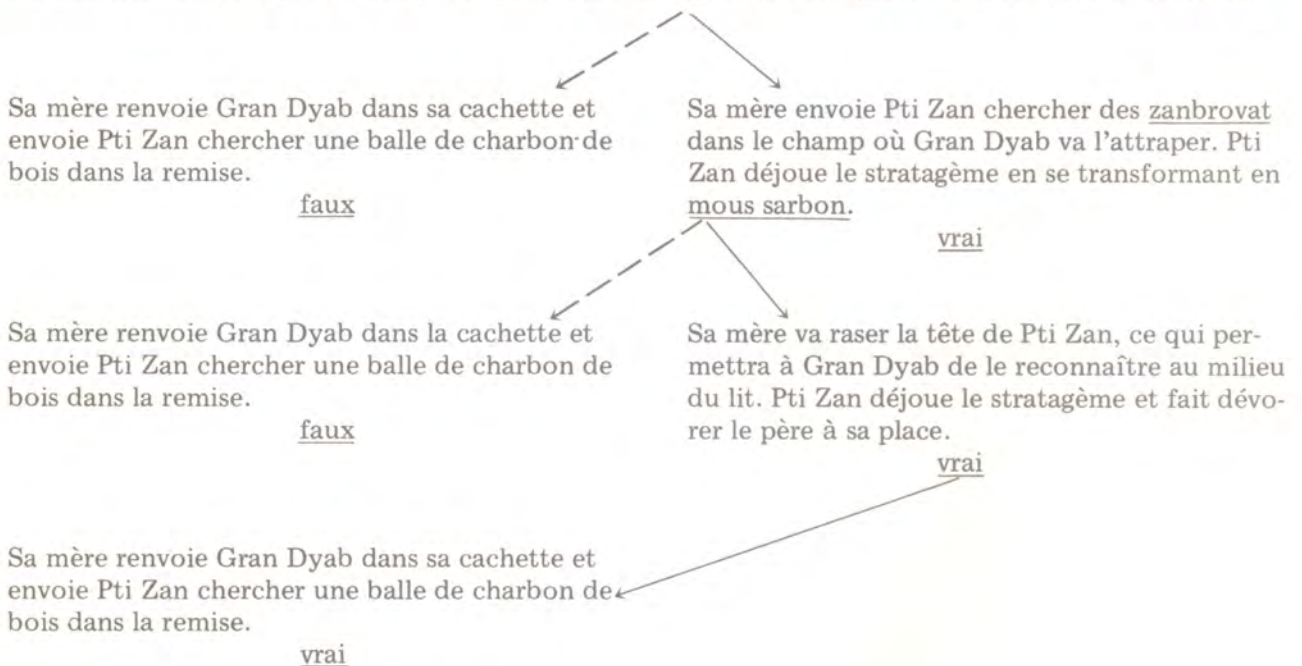 Sa mère renvoie Gran Dyab dans sa cachette et
envoie Pti Zan chercher une balle de charbon de
bois dans la remise.
faux
Sa mère envoie Pti Zan chercher des zanbrovat
dans le champ où Gran Dyab va l'attraper. Pti
Zan déjoue le stratagème en se transformant en
mous sarbon.
vrai
Sa mère renvoie Gran Dyab dans la cachette et
envoie Pti Zan chercher une balle de charbon de
bois dans la remise.
faux
Sa mère va raser la tête de Pti Zan, ce qui per-
mettra à Gran Dyab de le reconnaître au milieu
du lit. Pti Zan déjoue le stratagème et fait dévo-
rer le père à sa place.
vrai
Sa mère renvoie Gran Dyab dans sa cachette et
envoie Pti Zan chercher une balle de charbon de
bois dans la remise.
vrai